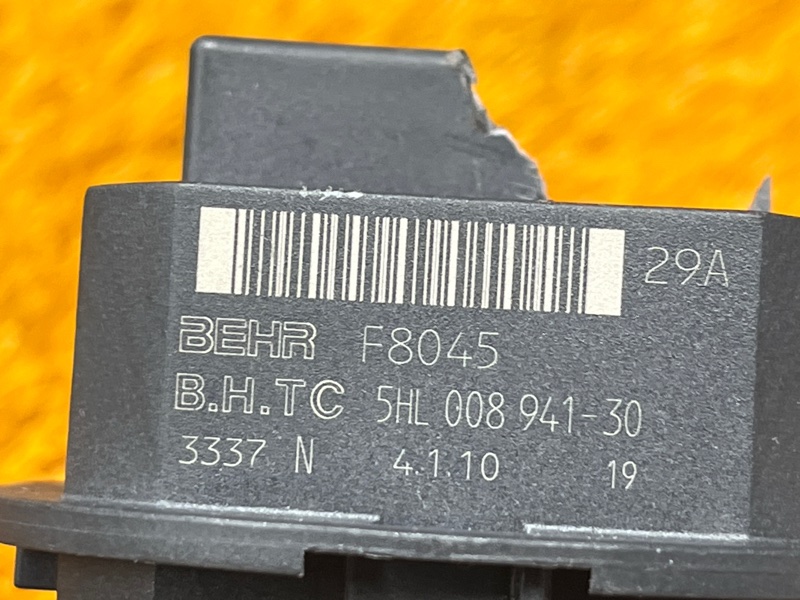 29A
BEHR F8045
B.H.TC 5HL 008 941-30
3337 N 4.1.10 19